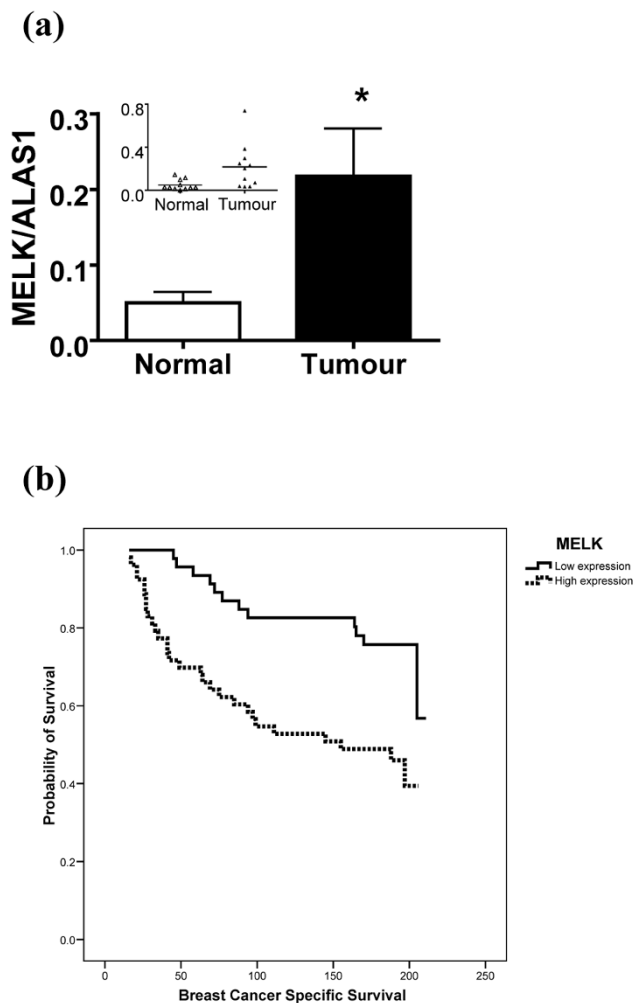 (a)
MELK/ALAS1
0.3
0.2
0.1
0.0
0.8
0.4
0.0
Normal Tumour
*
Normal Tumour
(b)
Probability of Survival
1.0
0.8
0.6
0.4
0.2
0.0
0 50 100 150 200 250
Breast Cancer Specific Survival
MELK
Low expression
High expression